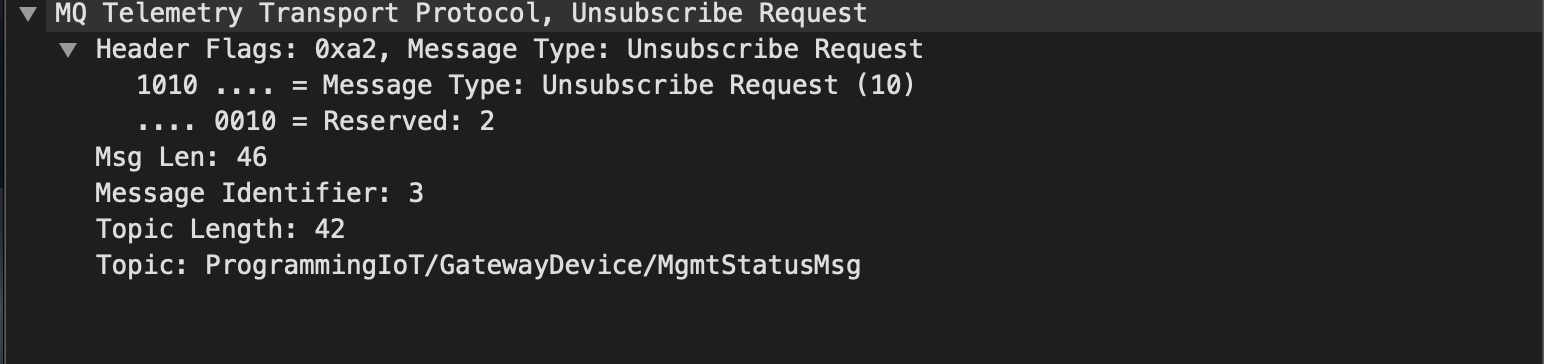 MQ Telemetry Transport Protocol, Unsubscribe Request
Header Flags: 0xa2, Message Type: Unsubscribe Request
1010 .... = Message Type: Unsubscribe Request (10)
.... 0010 = Reserved: 2
Msg Len: 46
Message Identifier: 3
Topic Length: 42
Topic: ProgrammingIoT/GatewayDevice/MgmtStatusMsg